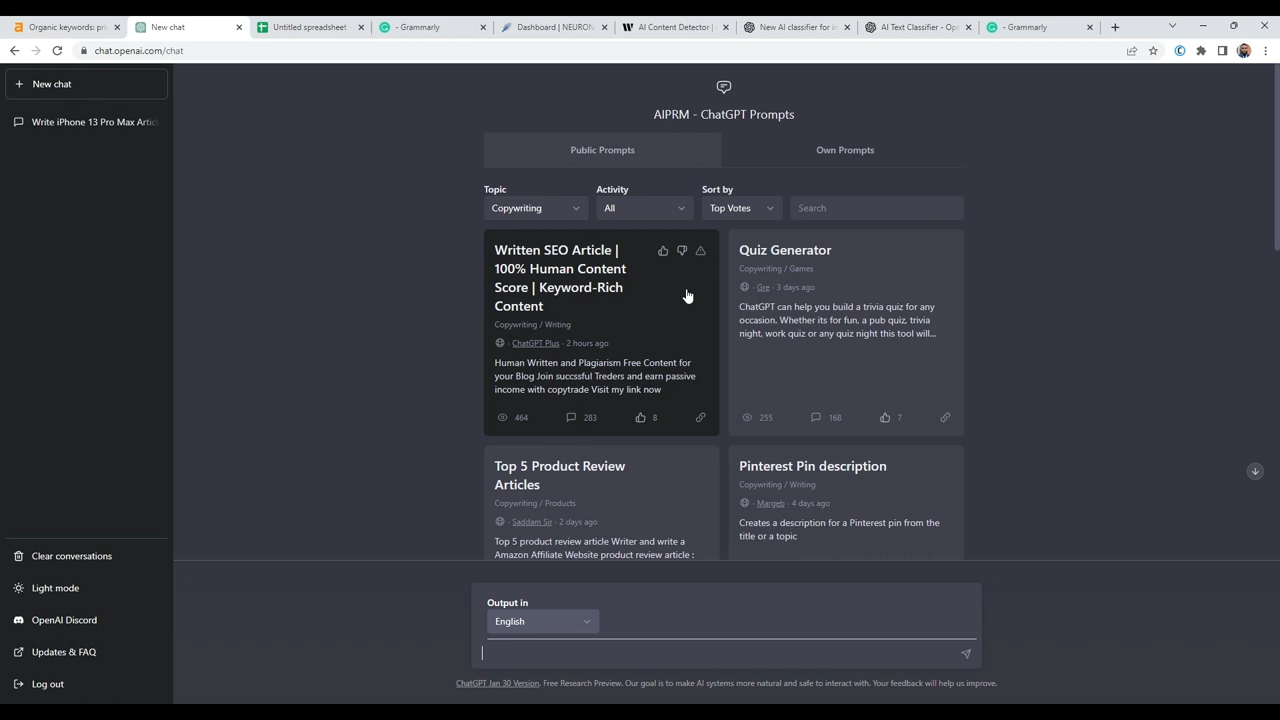 Organic keywords: pri
New chat
Untitled spreadsheet
- Grammarly
Dashboard | NEURON
AI Content Detector |
New AI classifier for in
AI Text Classifier - Ope
- Grammarly
chat.openai.com/chat
New chat
Write iPhone 13 Pro Max Artic
AIPRM - ChatGPT Prompts
Public Prompts
Own Prompts
Topic
Activity
Sort by
Copywriting
All
Top Votes
Search
Written SEO Article |
100% Human Content
Score | Keyword-Rich
Content
Copywriting / Writing
· ChatGPT Plus · 2 hours ago
Human Written and Plagiarism Free Content for
your Blog Join succssful Treders and earn passive
income with copytrade Visit my link now
464
283
8
Quiz Generator
Copywriting / Games
· Gre · 3 days ago
ChatGPT can help you build a trivia quiz for any
occasion. Whether its for fun, a pub quiz, trivia
night, work quiz or any quiz night this tool will...
255
168
7
Top 5 Product Review
Articles
Copywriting / Products
· Saddam Sir · 2 days ago
Top 5 product review article Writer and write a
Amazon Affiliate Website product review article :
Pinterest Pin description
Copywriting / Writing
· Margeb · 4 days ago
Creates a description for a Pinterest pin from the
title or a topic
Clear conversations
Light mode
OpenAI Discord
Updates & FAQ
Log out
Output in
English
ChatGPT Jan 30 Version. Free Research Preview. Our goal is to make AI systems more natural and safe to interact with. Your feedback will help us improve.